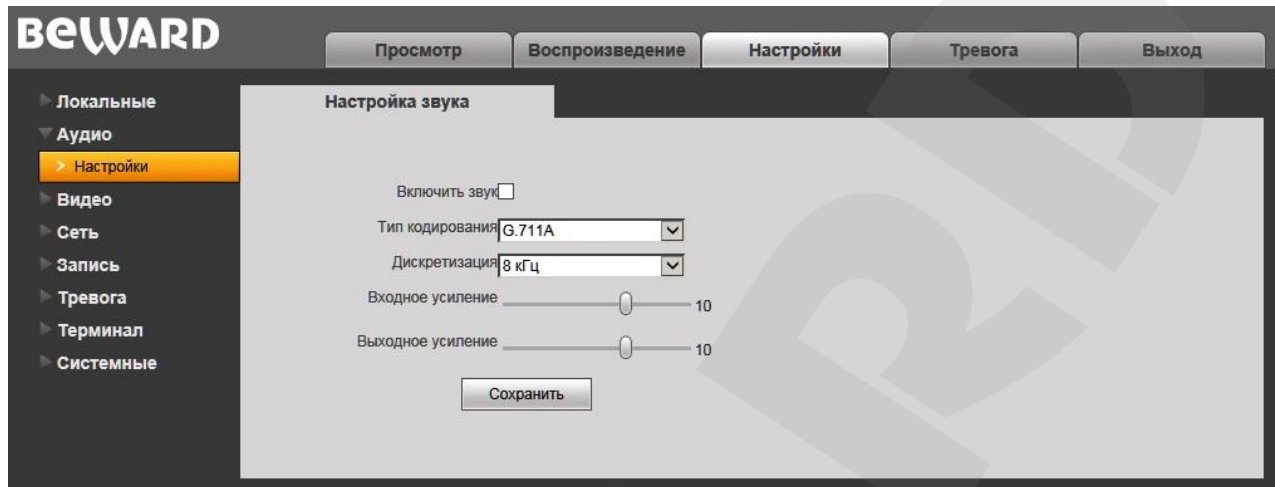 BEWARD
Просмотр
Воспроизведение
Настройки
Тревога
Выход
Локальные
Аудио
> Настройки
Видео
Сеть
Запись
Тревога
Терминал
Системные
Настройка звука
Включить звук
Тип кодирования G.711A
Дискретизация 8 кГц
Входное усиление 10
Выходное усиление 10
Сохранить